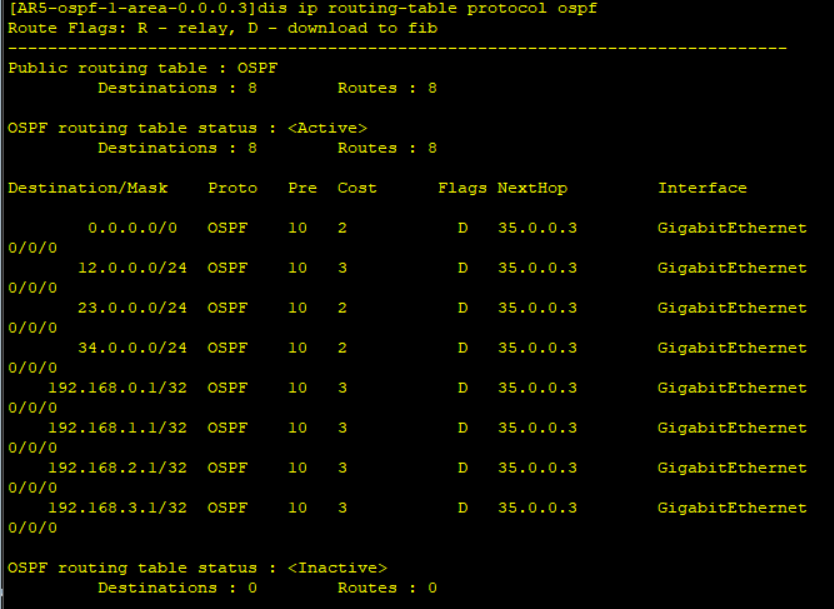 [AR5-ospf-1-area-0.0.0.3]dis ip routing-table protocol ospf
Route Flags: R - relay, D - download to fib
------------------------------------------------------------------------------
Public routing table : OSPF
         Destinations : 8        Routes : 8
OSPF routing table status : <Active>
         Destinations : 8        Routes : 8
Destination/Mask    Proto   Pre  Cost      Flags NextHop         Interface
        0.0.0.0/0   OSPF    10   2           D   35.0.0.3        GigabitEthernet
0/0/0
       12.0.0.0/24  OSPF    10   3           D   35.0.0.3        GigabitEthernet
0/0/0
       23.0.0.0/24  OSPF    10   2           D   35.0.0.3        GigabitEthernet
0/0/0
       34.0.0.0/24  OSPF    10   2           D   35.0.0.3        GigabitEthernet
0/0/0
    192.168.0.1/32  OSPF    10   3           D   35.0.0.3        GigabitEthernet
0/0/0
    192.168.1.1/32  OSPF    10   3           D   35.0.0.3        GigabitEthernet
0/0/0
    192.168.2.1/32  OSPF    10   3           D   35.0.0.3        GigabitEthernet
0/0/0
    192.168.3.1/32  OSPF    10   3           D   35.0.0.3        GigabitEthernet
0/0/0
OSPF routing table status : <Inactive>
         Destinations : 0        Routes : 0